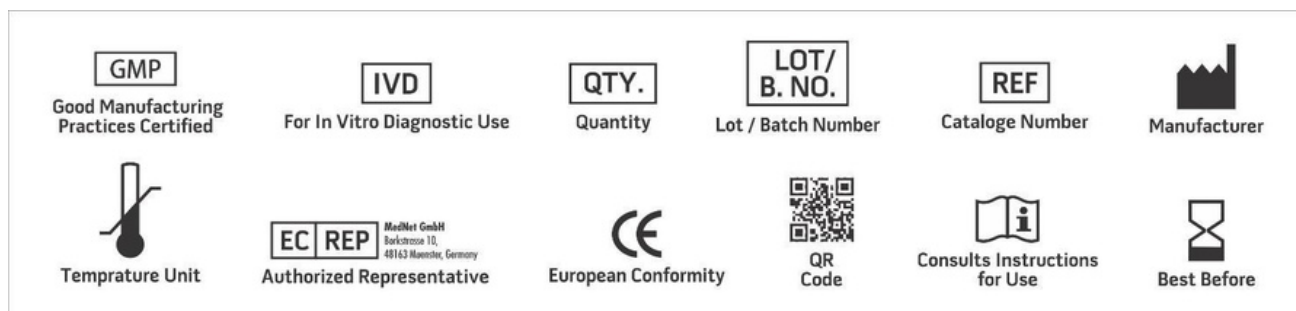 GMP
Good Manufacturing
Practices Certified
IVD
For In Vitro Diagnostic Use
QTY.
Quantity
LOT/
B. NO.
Lot / Batch Number
REF
Cataloge Number
Manufacturer
Temprature Unit
EC REP
MedNet GmbH
Borkstrasse 10,
48163 Muenster, Germany
Authorized Representative
CE
European Conformity
QR
Code
i
Consults Instructions
for Use
Best Before